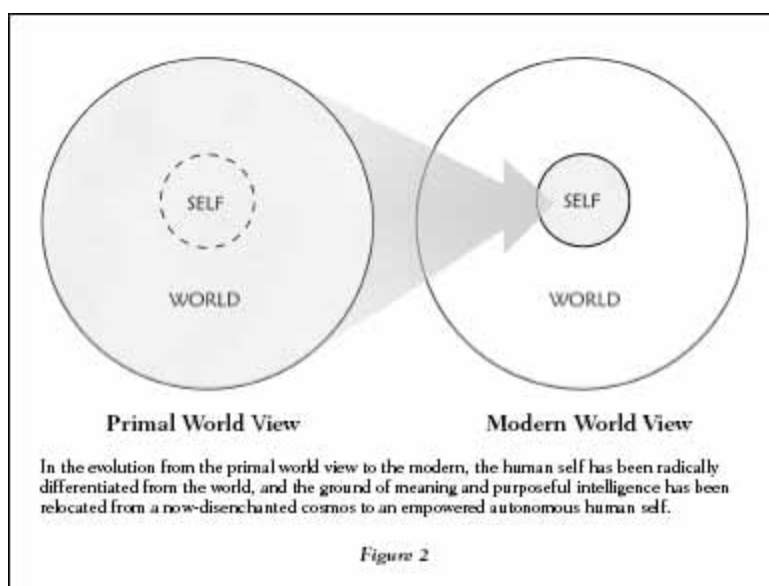 SELF
WORLD
SELF
WORLD
Primal World View
Modern World View
In the evolution from the primal world view to the modern, the human self has been radically
differentiated from the world, and the ground of meaning and purposeful intelligence has been
relocated from a now-disenchanted cosmos to an empowered autonomous human self.
Figure 2